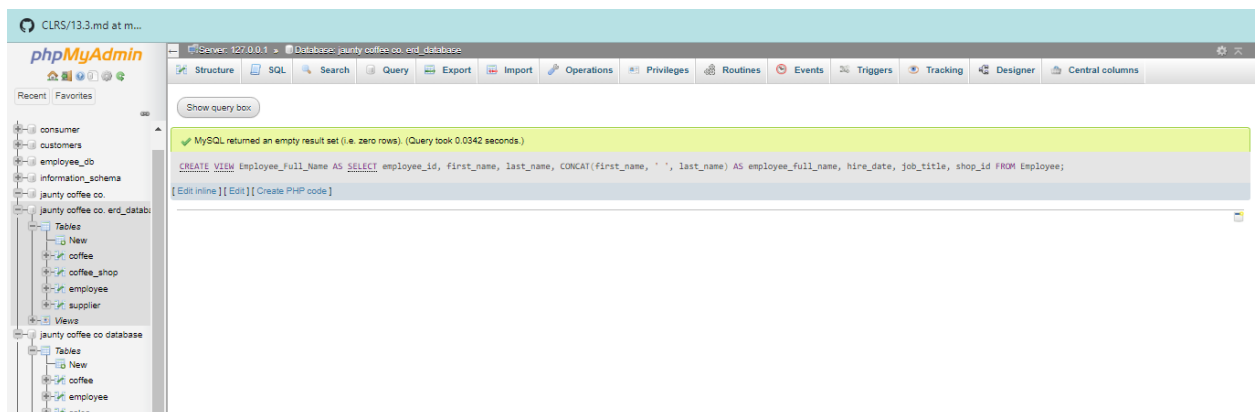 CLRS/13.3.md at m...
phpMyAdmin
Recent Favorites
consumer
customers
employee_db
information_schema
jaunty coffee co.
jaunty coffee co. erd_datab
Tables
New
coffee
coffee_shop
employee
supplier
Views
jaunty coffee co database
Tables
New
coffee
employee
Server: 127.0.0.1 » Database: jaunty coffee co. erd_database
Structure SQL Search Query Export Import Operations Privileges Routines Events Triggers Tracking Designer Central columns
Show query box
MySQL returned an empty result set (i.e. zero rows). (Query took 0.0342 seconds.)
CREATE VIEW Employee_Full_Name AS SELECT employee_id, first_name, last_name, CONCAT(first_name, ' ', last_name) AS employee_full_name, hire_date, job_title, shop_id FROM Employee;
[ Edit inline ] [ Edit ] [ Create PHP code ]